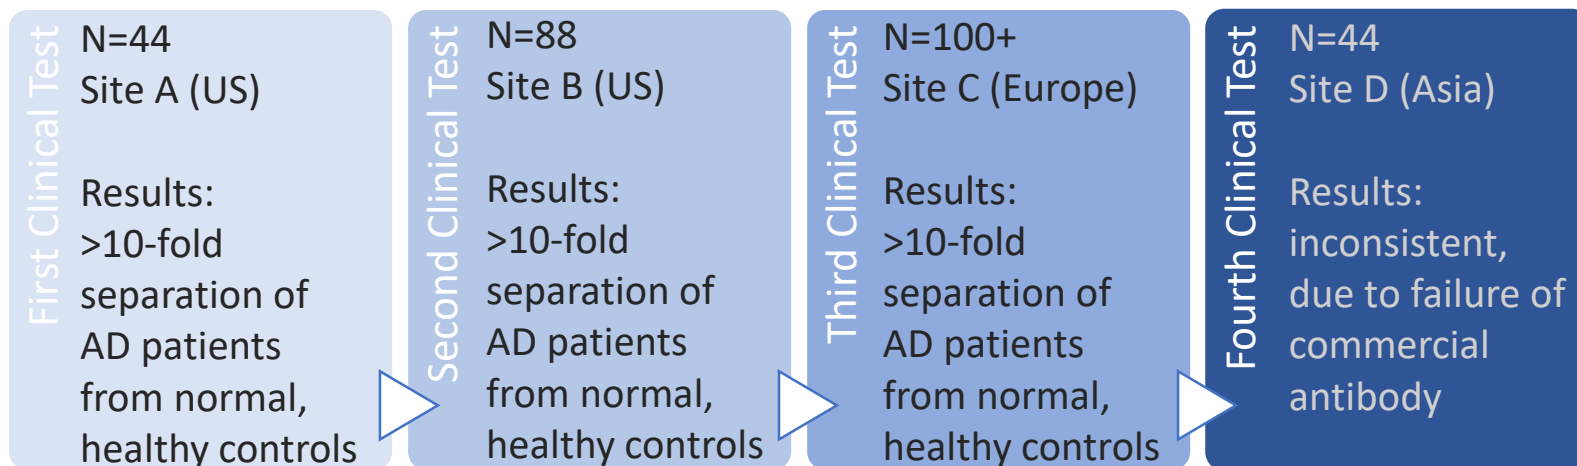 First Clinical Test
N=44
Site A (US)
Results:
>10-fold
separation of
AD patients
from normal,
healthy controls
Second Clinical Test
N=88
Site B (US)
Results:
>10-fold
separation of
AD patients
from normal,
healthy controls
Third Clinical Test
N=100+
Site C (Europe)
Results:
>10-fold
separation of
AD patients
from normal,
healthy controls
Fourth Clinical Test
N=44
Site D (Asia)
Results:
inconsistent,
due to failure of
commercial
antibody